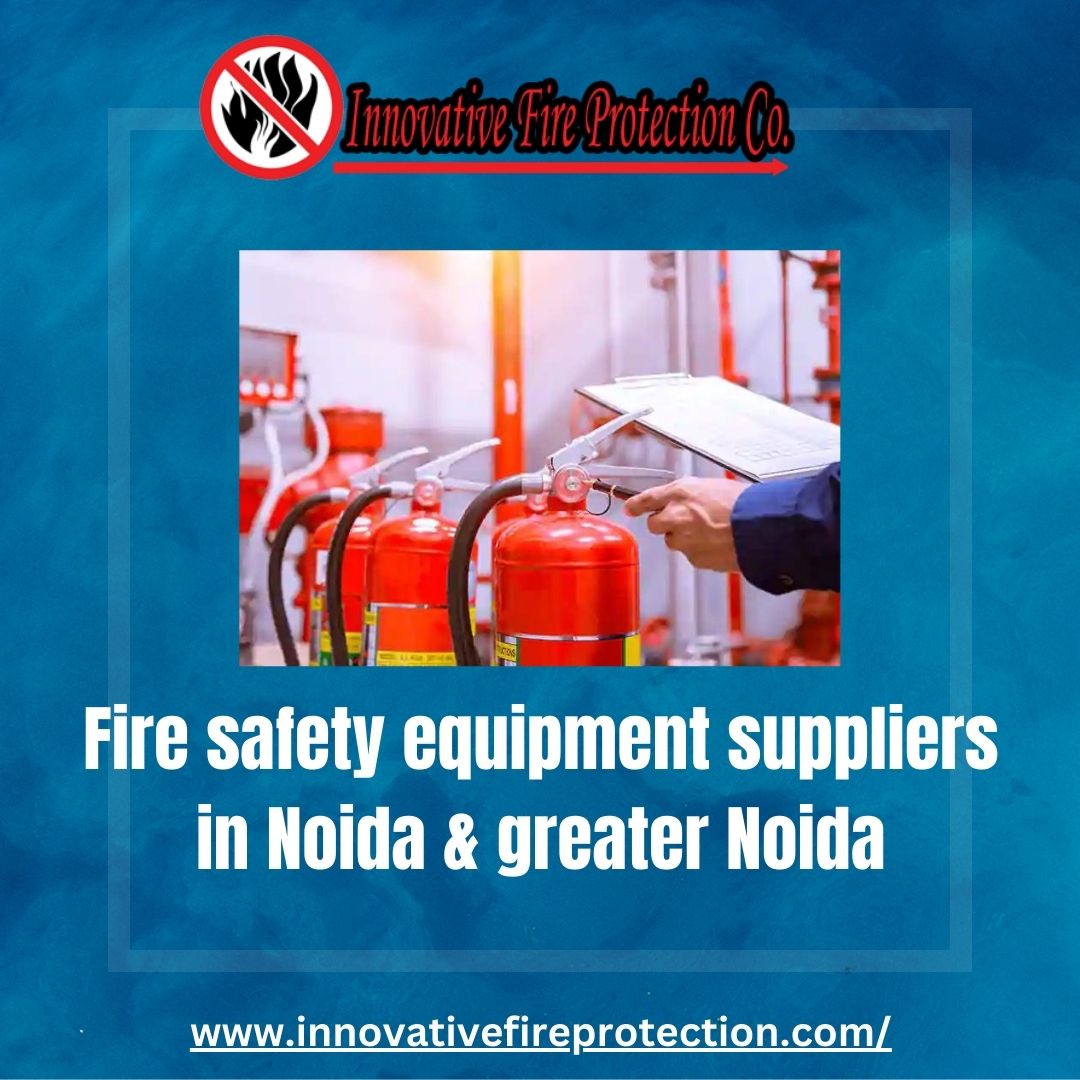 Innovative Fire Protection Co.
Fire safety equipment suppliers
in Noida & greater Noida
www.innovativefireprotection.com/